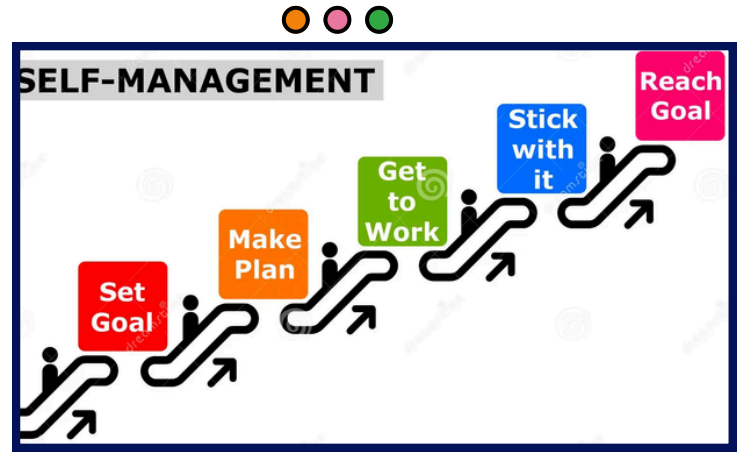 SELF-MANAGEMENT
Set
Goal
Make
Plan
Get
to
Work
Stick
with
it
Reach
Goal